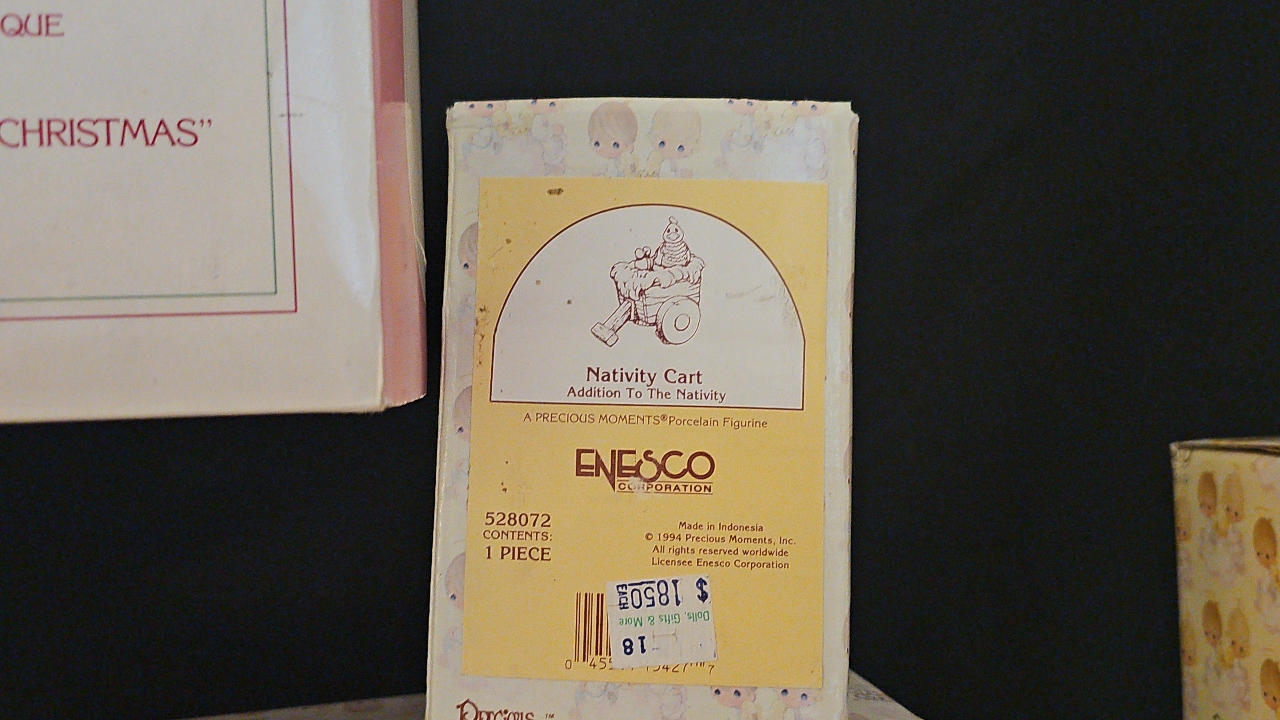 QUE
CHRISTMAS”
Nativity Cart
Addition To The Nativity
A PRECIOUS MOMENTS® Porcelain Figurine
ENESCO
CORPORATION
528072
CONTENTS:
1 PIECE
Made in Indonesia
© 1994 Precious Moments, Inc.
All rights reserved worldwide
Licensee Enesco Corporation
$ 1850
EACH
Dolls, Gifts & More
18
Precious ™